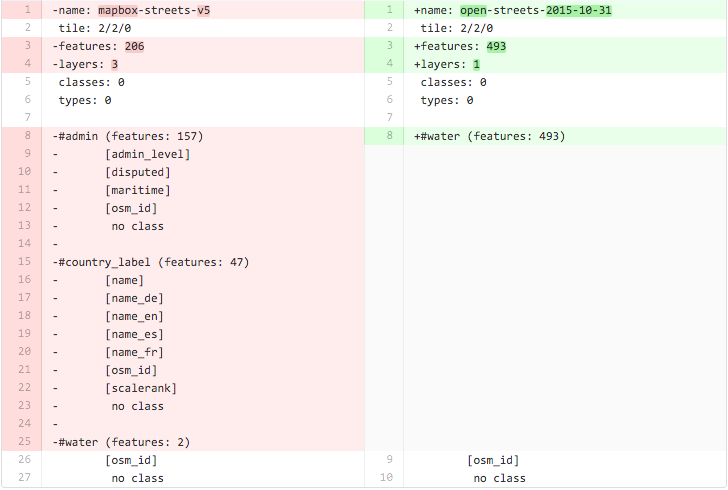 1 -name: mapbox-streets-v5
2 tile: 2/2/0
3 -features: 206
4 -layers: 3
5 classes: 0
6 types: 0
7
8 -#admin (features: 157)
9 - [admin_level]
10 - [disputed]
11 - [maritime]
12 - [osm_id]
13 - no class
14 -
15 -#country_label (features: 47)
16 - [name]
17 - [name_de]
18 - [name_en]
19 - [name_es]
20 - [name_fr]
21 - [osm_id]
22 - [scalerank]
23 - no class
24 -
25 -#water (features: 2)
26 [osm_id]
27 no class
1 +name: open-streets-2015-10-31
2 tile: 2/2/0
3 +features: 493
4 +layers: 1
5 classes: 0
6 types: 0
7
8 +#water (features: 493)
9 [osm_id]
10 no class